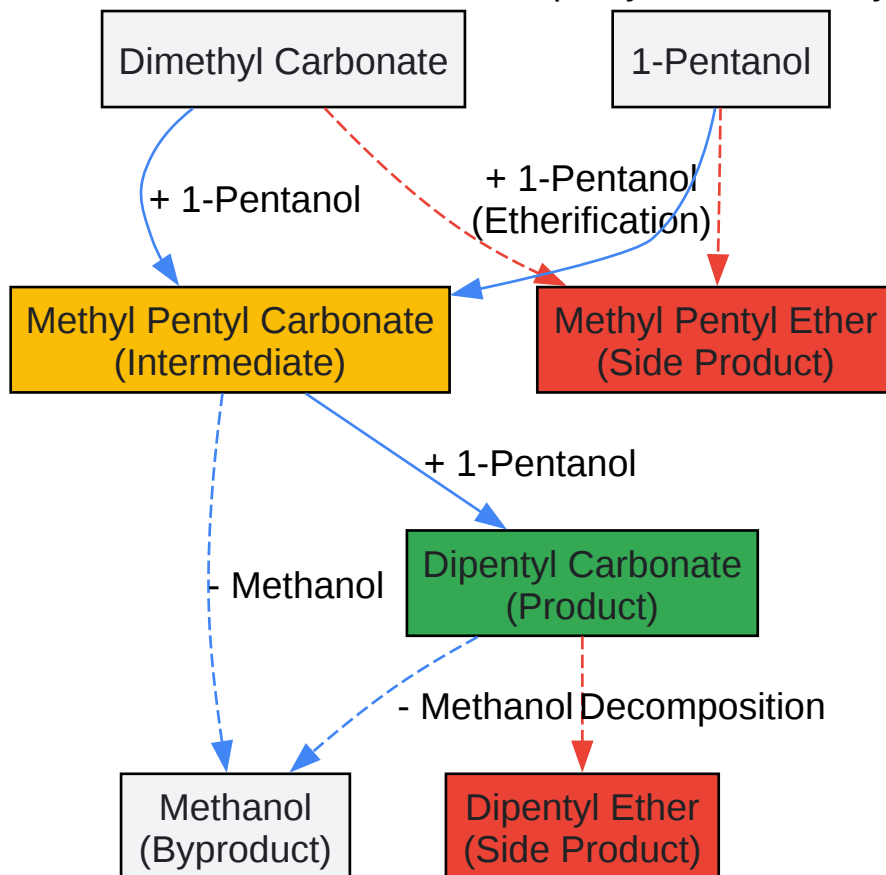 Dimethyl Carbonate
1-Pentanol
+ 1-Pentanol
+ 1-Pentanol
(Etherification)
Methyl Pentyl Carbonate
(Intermediate)
Methyl Pentyl Ether
(Side Product)
+ 1-Pentanol
Dipentyl Carbonate
(Product)
- Methanol
- Methanol
Decomposition
Methanol
(Byproduct)
Dipentyl Ether
(Side Product)